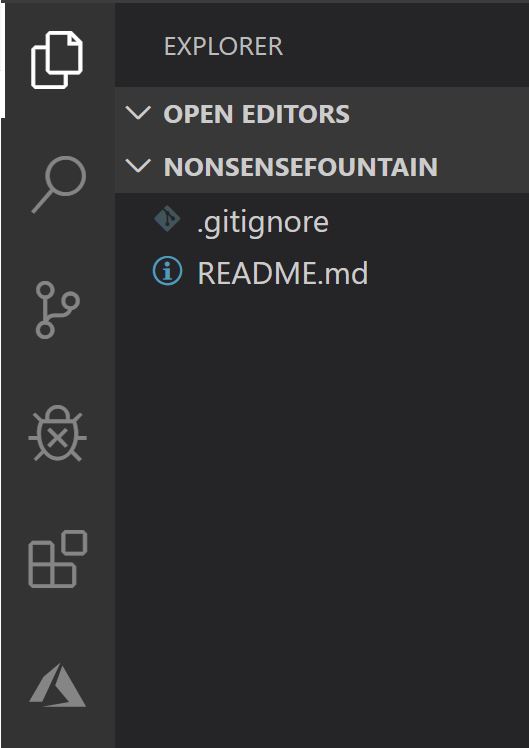 EXPLORER
OPEN EDITORS
NONSENSEFOUNTAIN
.gitignore
README.md